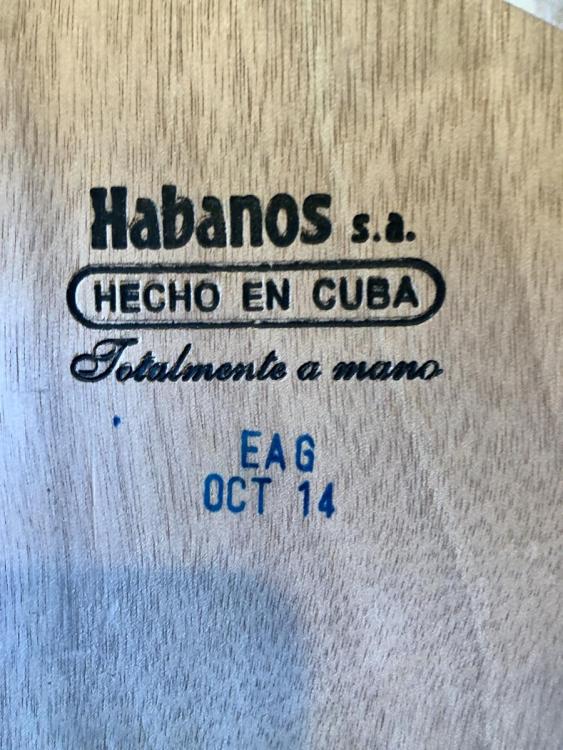 Habanos s.a.
HECHO EN CUBA
Totalmente a mano
EAG
OCT 14